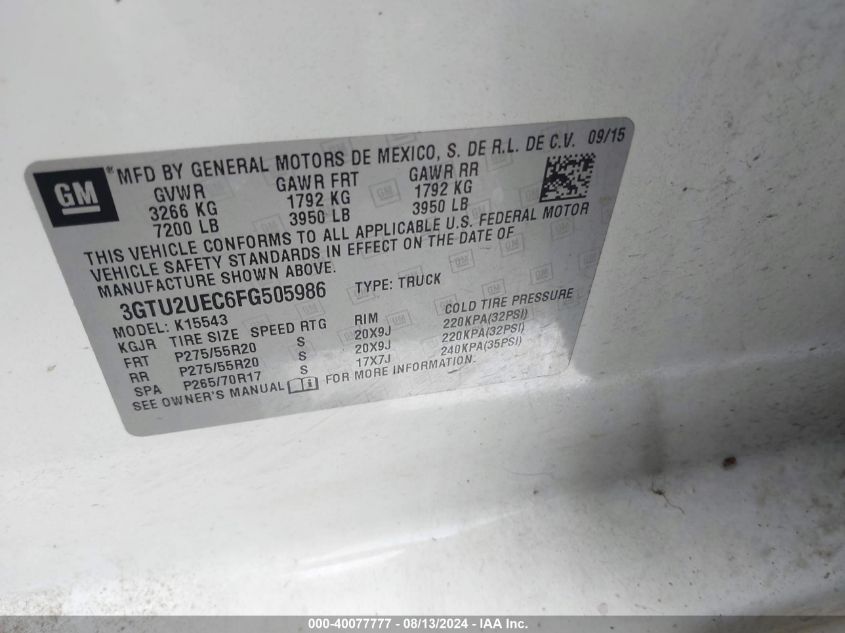 GM
® MFD BY GENERAL MOTORS DE MEXICO, S. DE R.L. DE C.V. 09/15
GVWR GAWR FRT GAWR RR
3266 KG 1792 KG 1792 KG
7200 LB 3950 LB 3950 LB
THIS VEHICLE CONFORMS TO ALL APPLICABLE U.S. FEDERAL MOTOR
VEHICLE SAFETY STANDARDS IN EFFECT ON THE DATE OF
MANUFACTURE SHOWN ABOVE.
3GTU2UEC6FG505986 TYPE: TRUCK
MODEL: K15543
KGJR TIRE SIZE SPEED RTG RIM COLD TIRE PRESSURE
FRT P275/55R20 S 20X9J 220KPA(32PSI)
RR P275/55R20 S 20X9J 220KPA(32PSI)
SPA P265/70R17 S 17X7J 240KPA(35PSI)
SEE OWNER'S MANUAL i FOR MORE INFORMATION.
000-40077777 - 08/13/2024 - IAA Inc.